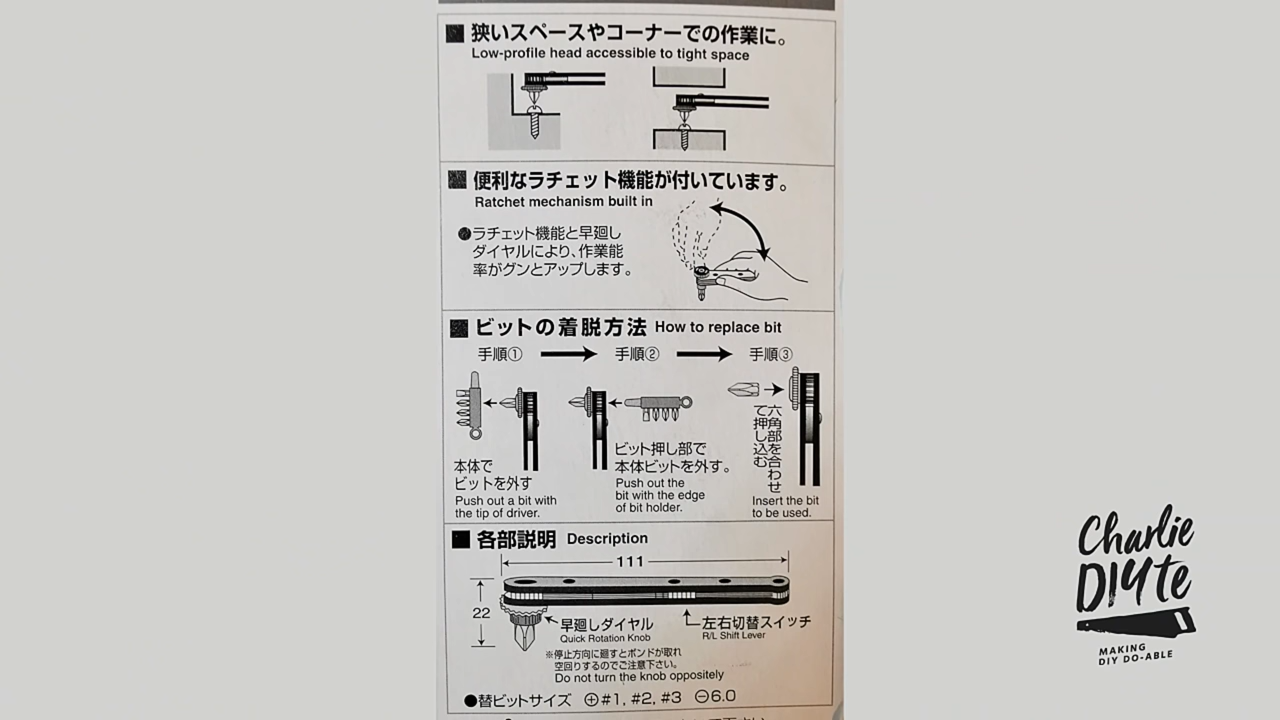 ■ 狭いスペースやコーナーでの作業に。
Low-profile head accessible to tight space
■ 便利なラチェット機能が付いています。
Ratchet mechanism built in
●ラチェット機能と早廻し
ダイヤルにより、作業能
率がグンとアップします。
■ ビットの着脱方法 How to replace bit
手順① 手順② 手順③
本体で
ビットを外す
Push out a bit with
the tip of driver.
ビット押し部で
本体ビットを外す。
Push out the
bit with the edge
of bit holder.
六角部を合わせ
て押し込む
Insert the bit
to be used.
■ 各部説明 Description
111
22
早廻しダイヤル
Quick Rotation Knob
左右切替スイッチ
R/L Shift Lever
※停止方向に廻すとボンドが取れ
空回りするのでご注意下さい。
Do not turn the knob oppositely
●替ビットサイズ ⊕#1, #2, #3 ⊖6.0
Charlie
DIYte
MAKING
DIY DO-ABLE